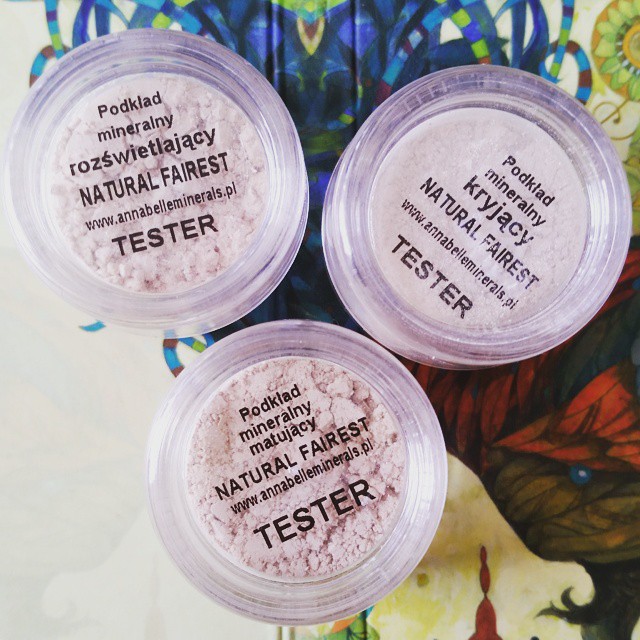 Podkład
mineralny
rozświetlający
NATURAL FAIREST
www.annabelleminerals.pl
TESTER
Podkład
mineralny
kryjący
NATURAL FAIREST
www.annabelleminerals.pl
TESTER
Podkład
mineralny
matujący
NATURAL FAIREST
www.annabelleminerals.pl
TESTER